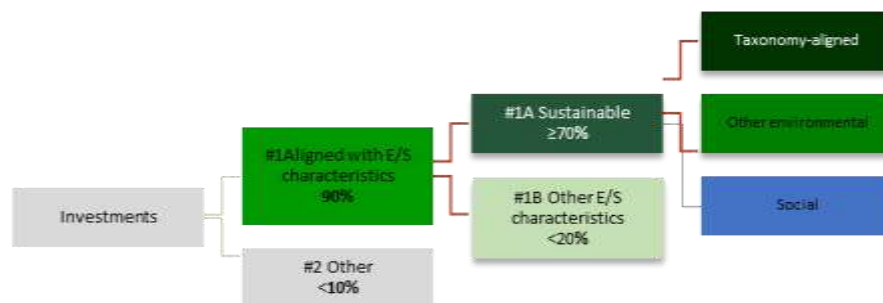 Taxonomy-aligned
#1A Sustainable
≥70%
Other environmental
#1Aligned with E/S
characteristics
90%
#1B Other E/S
characteristics
<20%
Social
Investments
#2 Other
<10%